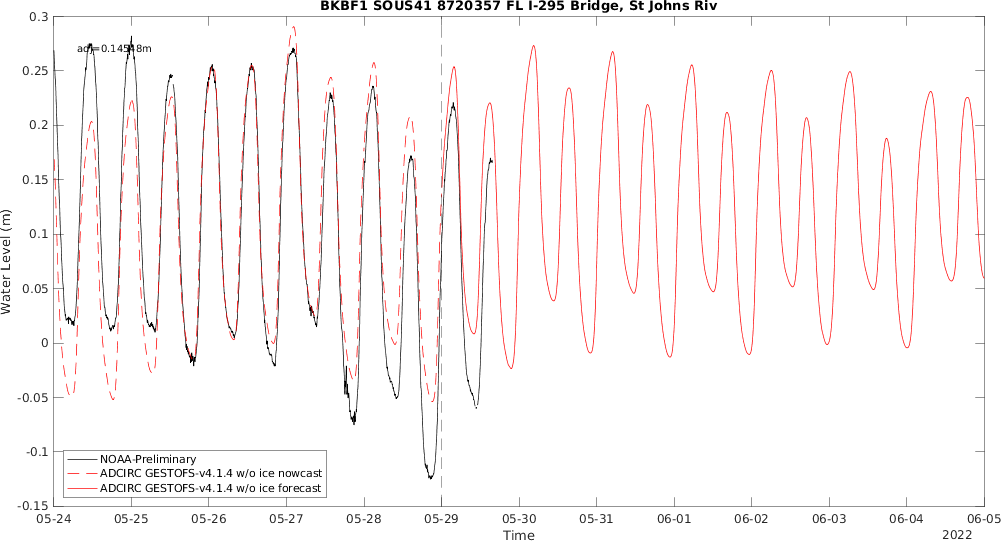 BKBF1 SOUS41 8720357 FL I-295 Bridge, St Johns Riv
0.3
0.25
0.2
0.15
0.1
0.05
0
-0.05
-0.1
-0.15
Water Level (m)
NOAA-Preliminary
ADCIRC GESTOFS-v4.1.4 w/o ice nowcast
ADCIRC GESTOFS-v4.1.4 w/o ice forecast
05-24 05-25 05-26 05-27 05-28 05-29 05-30 05-31 06-01 06-02 06-03 06-04 06-05
Time
2022